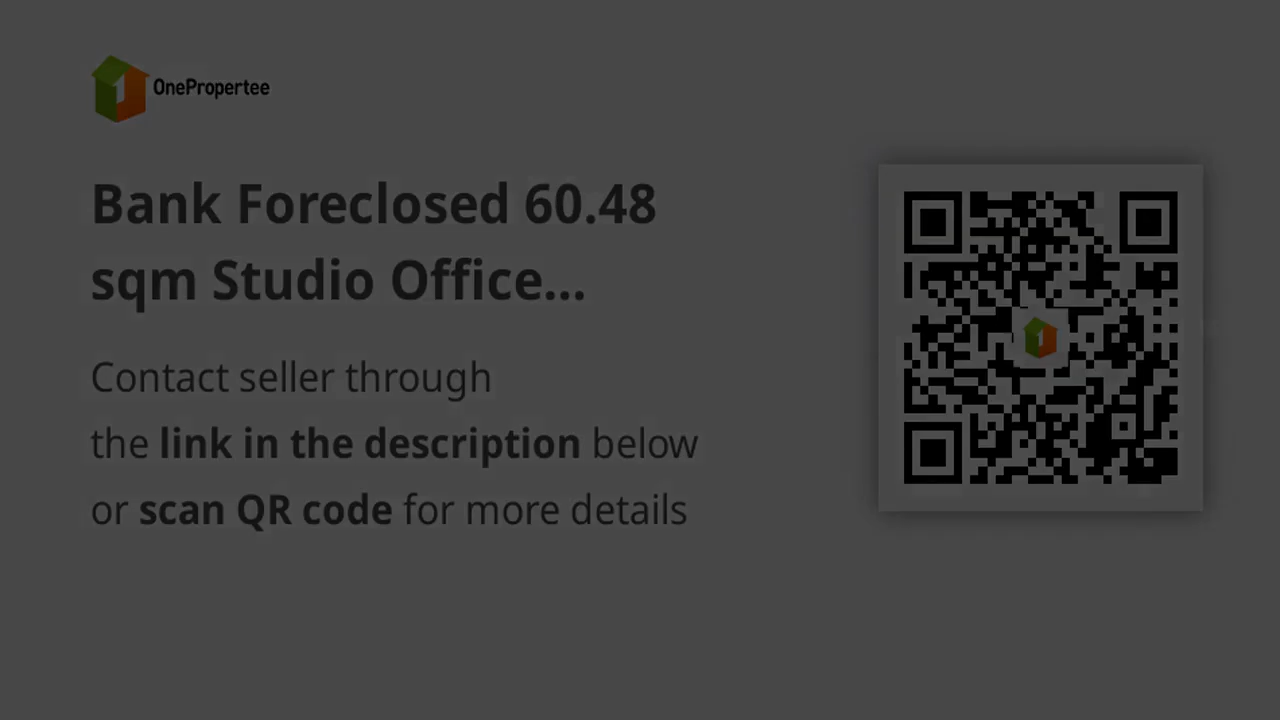 OnePropertee
Bank Foreclosed 60.48
sqm Studio Office...
Contact seller through
the link in the description below
or scan QR code for more details